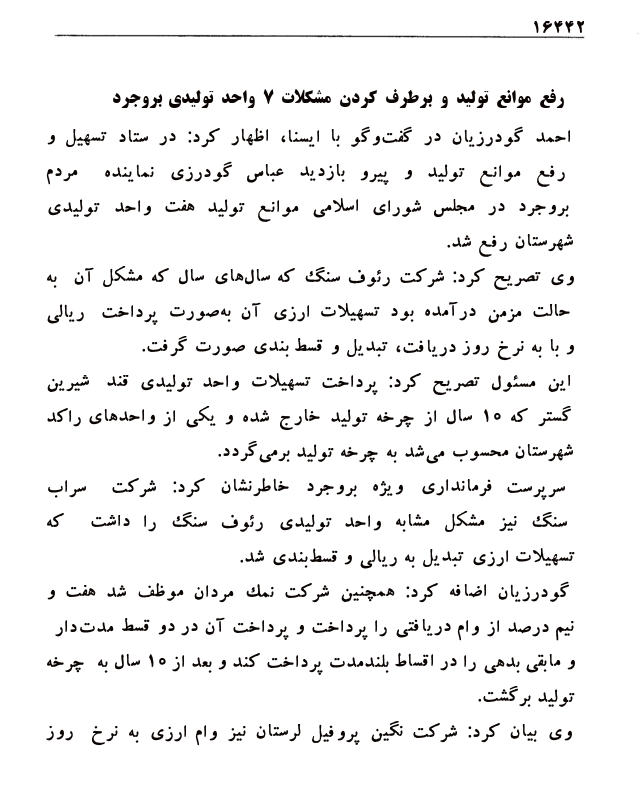 ۱۶۴۴۲
رفع موانع تولید و برطرف کردن مشکلات ۷ واحد تولیدی بروجرد
احمد گودرزیان در گفت‌وگو با ایسنا، اظهار کرد: در ستاد تسهیل و
رفع موانع تولید و پیرو بازدید عباس گودرزی نماینده مردم
بروجرد در مجلس شورای اسلامی موانع تولید هفت واحد تولیدی
شهرستان رفع شد.
وی تصریح کرد: شرکت رئوف سنگ که سال‌های سال که مشکل آن به
حالت مزمن درآمده بود تسهیلات ارزی آن به‌صورت پرداخت ریالی
و با به نرخ روز دریافت، تبدیل و قسط بندی صورت گرفت.
این مسئول تصریح کرد: پرداخت تسهیلات واحد تولیدی قند شیرین
گستر که ۱۵ سال از چرخه تولید خارج شده و یکی از واحدهای راکد
شهرستان محسوب می‌شد به چرخه تولید برمی‌گردد.
سرپرست فرمانداری ویژه بروجرد خاطرنشان کرد: شرکت سراب
سنگ نیز مشکل مشابه واحد تولیدی رئوف سنگ را داشت که
تسهیلات ارزی تبدیل به ریالی و قسط‌بندی شد.
گودرزیان اضافه کرد: همچنین شرکت نمک مردان موظف شد هفت و
نیم درصد از وام دریافتی را پرداخت و پرداخت آن در دو قسط مدت‌دار
و مابقی بدهی را در اقساط بلندمدت پرداخت کند و بعد از ۱۵ سال به چرخه
تولید برگشت.
وی بیان کرد: شرکت نگین پروفیل لرستان نیز وام ارزی به نرخ روز